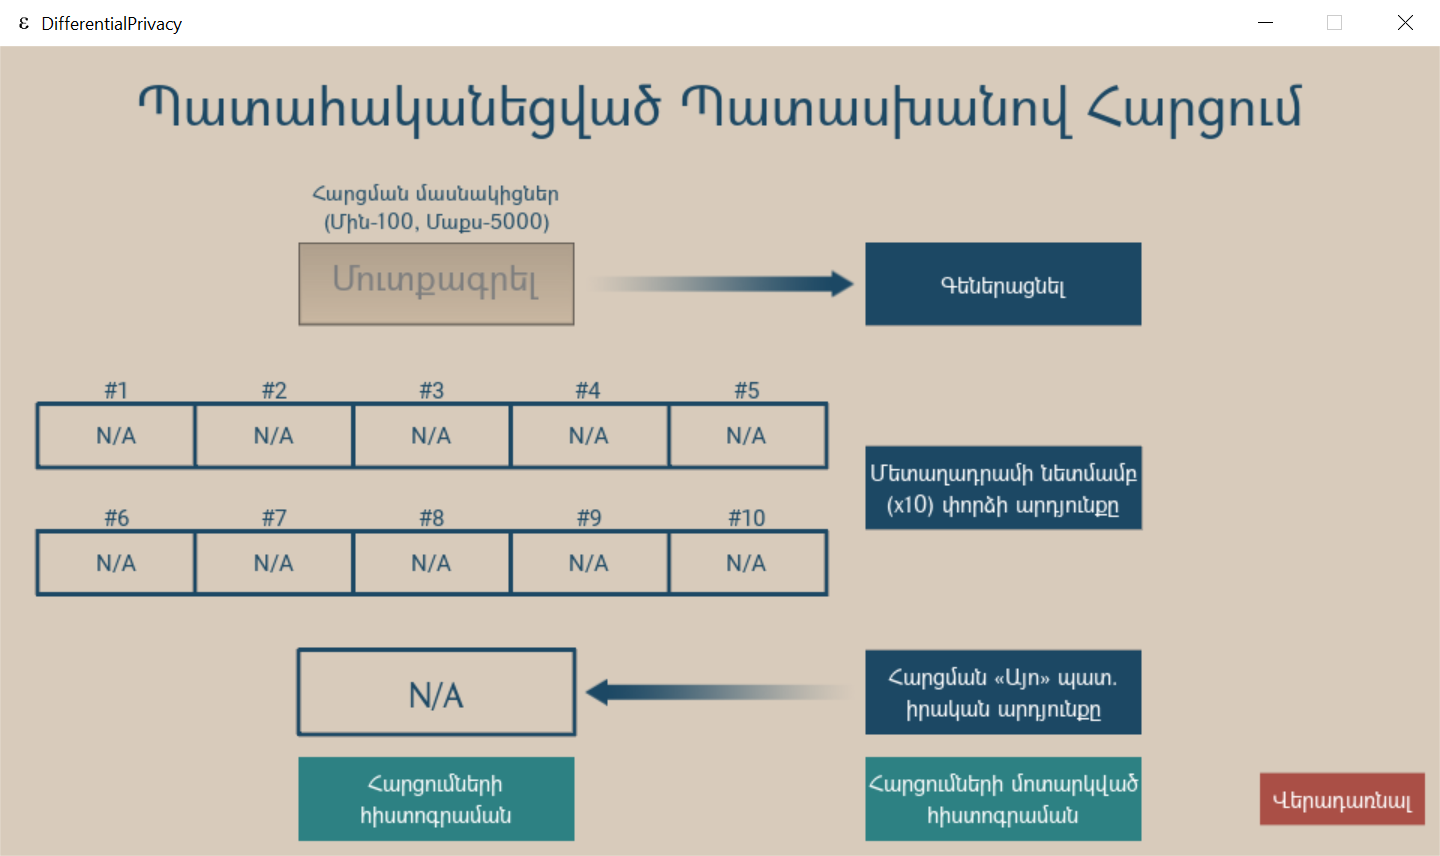 ε DifferentialPrivacy
Պատահականեցված Պատասխանով Հարցում
Հարցման մասնակիցներ
(Մին-100, Մաքս-5000)
Մուտքագրել
Գեներացնել
#1 #2 #3 #4 #5
N/A N/A N/A N/A N/A
Մետաղադրամի նետմամբ
(x10) փորձի արդյունքը
#6 #7 #8 #9 #10
N/A N/A N/A N/A N/A
N/A
Հարցման «Այո» պատ.
իրական արդյունքը
Հարցումների
հիստոգրաման
Հարցումների մոտարկված
հիստոգրաման
Վերադառնալ